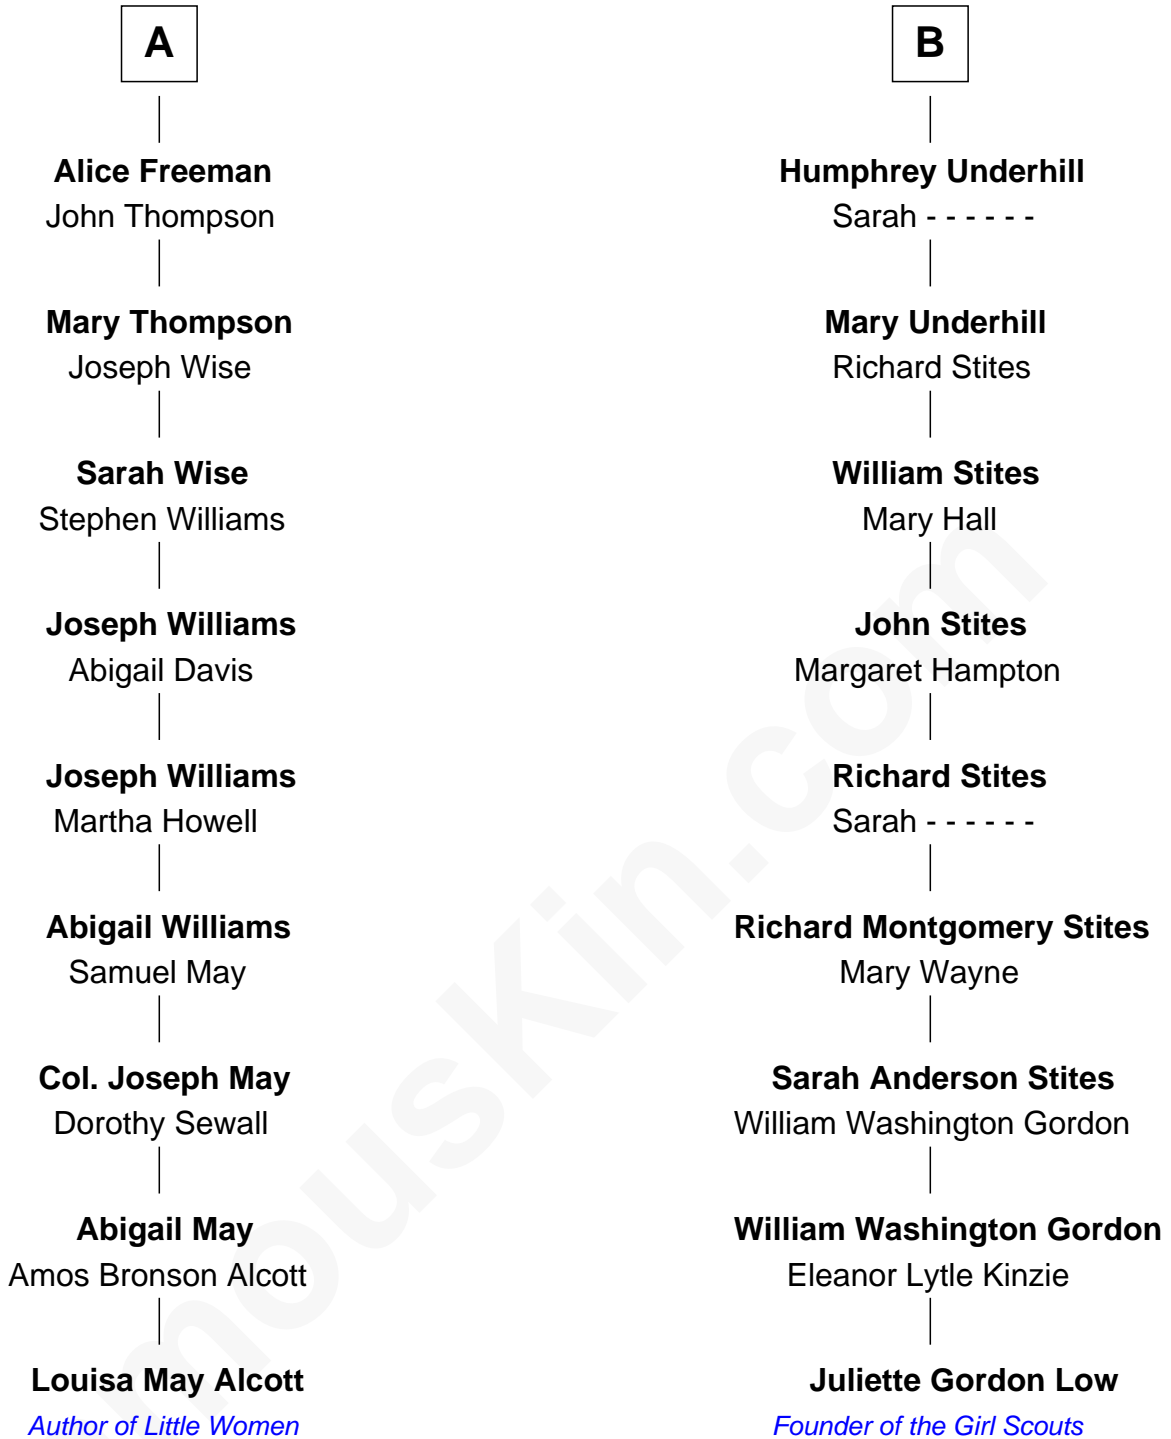 A
Alice Freeman
John Thompson
Mary Thompson
Joseph Wise
Sarah Wise
Stephen Williams
Joseph Williams
Abigail Davis
Joseph Williams
Martha Howell
Abigail Williams
Samuel May
Col. Joseph May
Dorothy Sewall
Abigail May
Amos Bronson Alcott
Louisa May Alcott
Author of Little Women
B
Humphrey Underhill
Sarah - - - - - -
Mary Underhill
Richard Stites
William Stites
Mary Hall
John Stites
Margaret Hampton
Richard Stites
Sarah - - - - - -
Richard Montgomery Stites
Mary Wayne
Sarah Anderson Stites
William Washington Gordon
William Washington Gordon
Eleanor Lytle Kinzie
Juliette Gordon Low
Founder of the Girl Scouts
mousKin.com